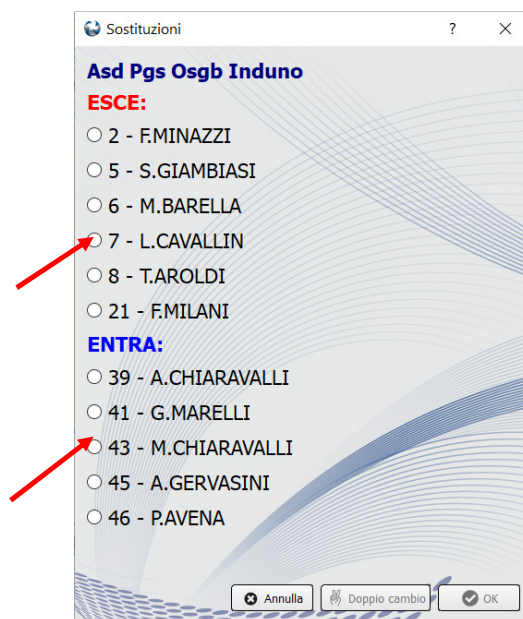 Sostituzioni ? ×
Asd Pgs Osgb Induno
ESCE:
2 - F.MINAZZI
5 - S.GIAMBIASI
6 - M.BARELLA
7 - L.CAVALLIN
8 - T.AROLDI
21 - F.MILANI
ENTRA:
39 - A.CHIARAVALLI
41 - G.MARELLI
43 - M.CHIARAVALLI
45 - A.GERVASINI
46 - P.AVENA
Annulla Doppio cambio OK